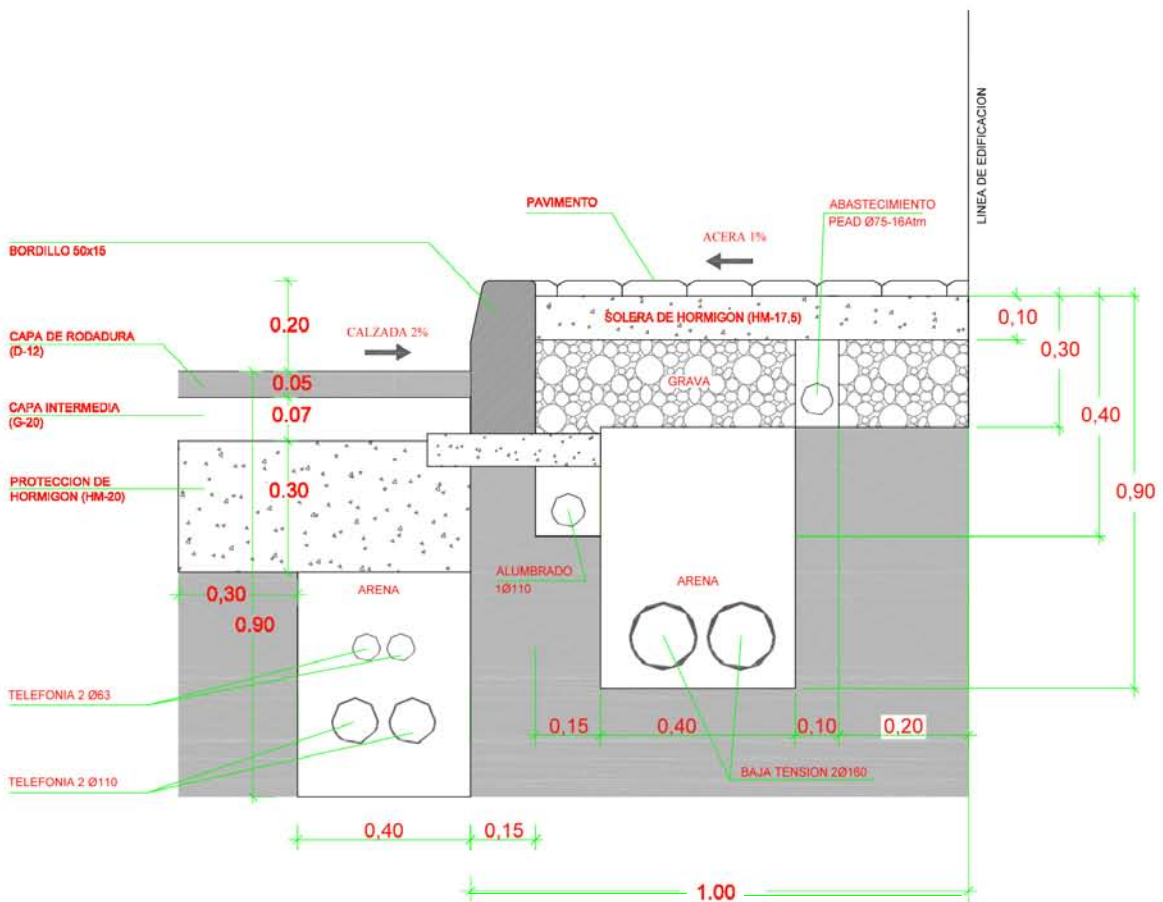 LINEA DE EDIFICACION
PAVIMENTO
ABASTECIMIENTO
PEAD Ø75-16Atm
ACERA 1%
BORDILLO 50x15
0.20
CALZADA 2%
SOLERA DE HORMIGON (HM-17,5)
0,10
0,30
CAPA DE RODADURA
(D-12)
0.05
GRAVA
CAPA INTERMEDIA
(G-20)
0.07
0,40
PROTECCION DE
HORMIGON (HM-20)
0.30
0,90
ALUMBRADO
1Ø110
ARENA
ARENA
0,30
0.90
TELEFONIA 2 Ø63
0,15
0,40
0,10
0,20
TELEFONIA 2 Ø110
BAJA TENSION 2Ø160
0,40
0,15
1.00